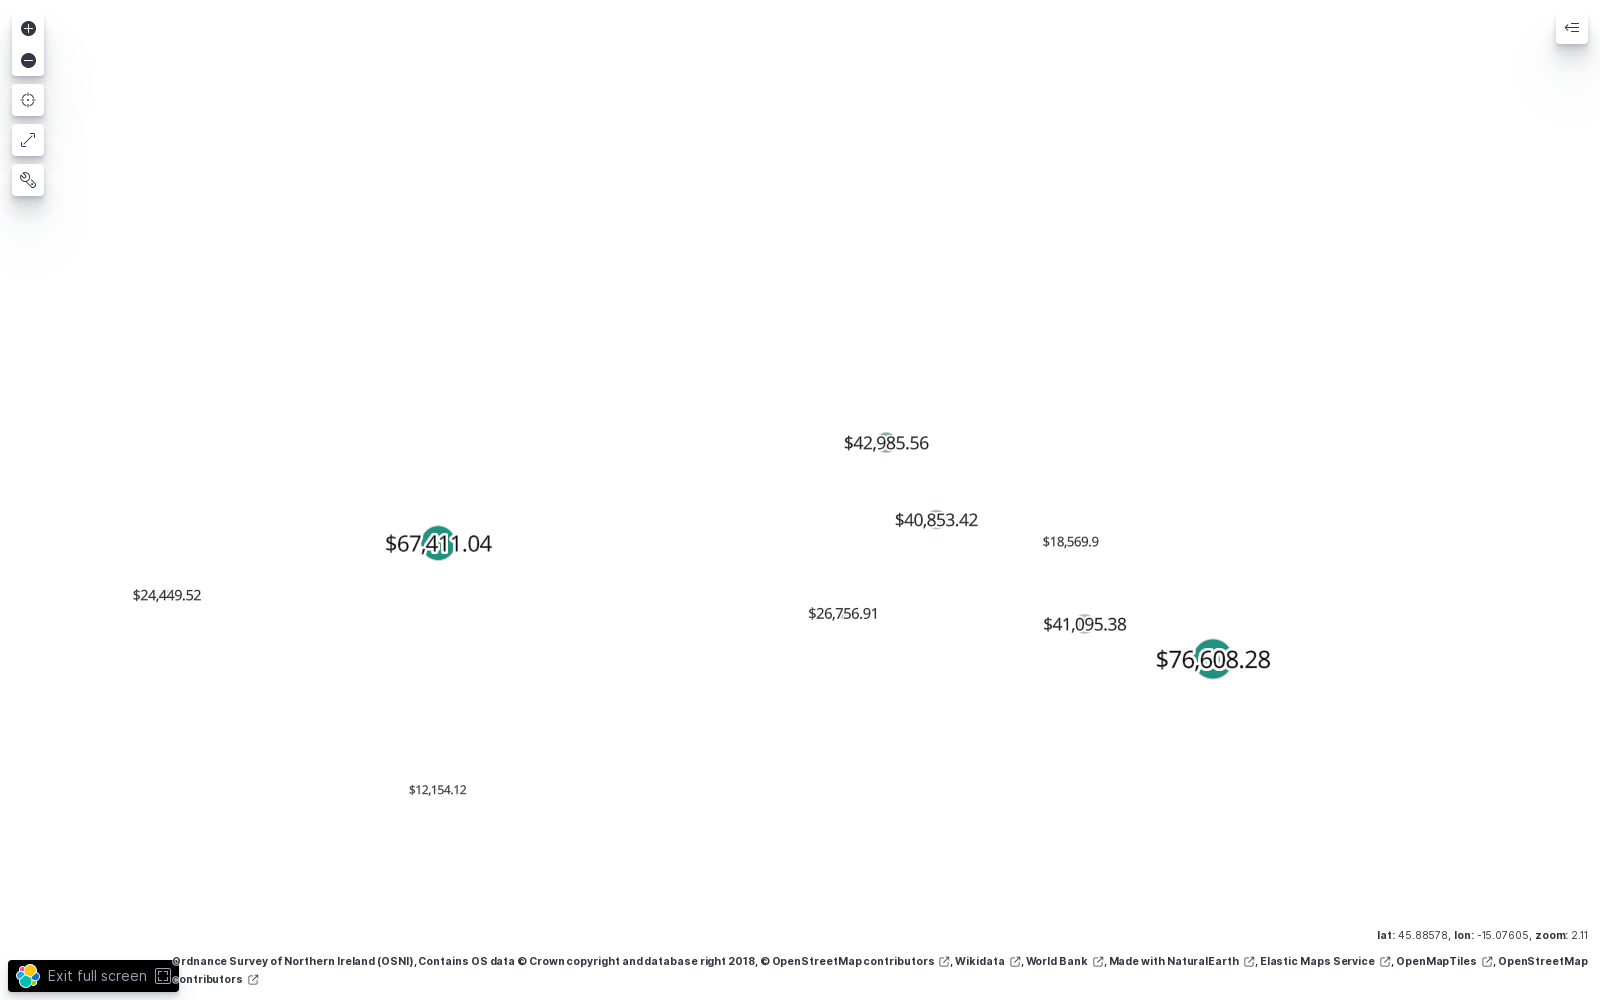 $42,985.56
$40,853.42
$67,411.04
$18,569.9
$24,449.52
$26,756.91
$41,095.38
$76,608.28
$12,154.12
lat: 45.88578, lon: -15.07605, zoom: 2.11
Exit full screen
Ordnance Survey of Northern Ireland (OSNI), Contains OS data © Crown copyright and database right 2018, © OpenStreetMap contributors, Wikidata, World Bank, Made with NaturalEarth, Elastic Maps Service, OpenMapTiles, OpenStreetMap
contributors